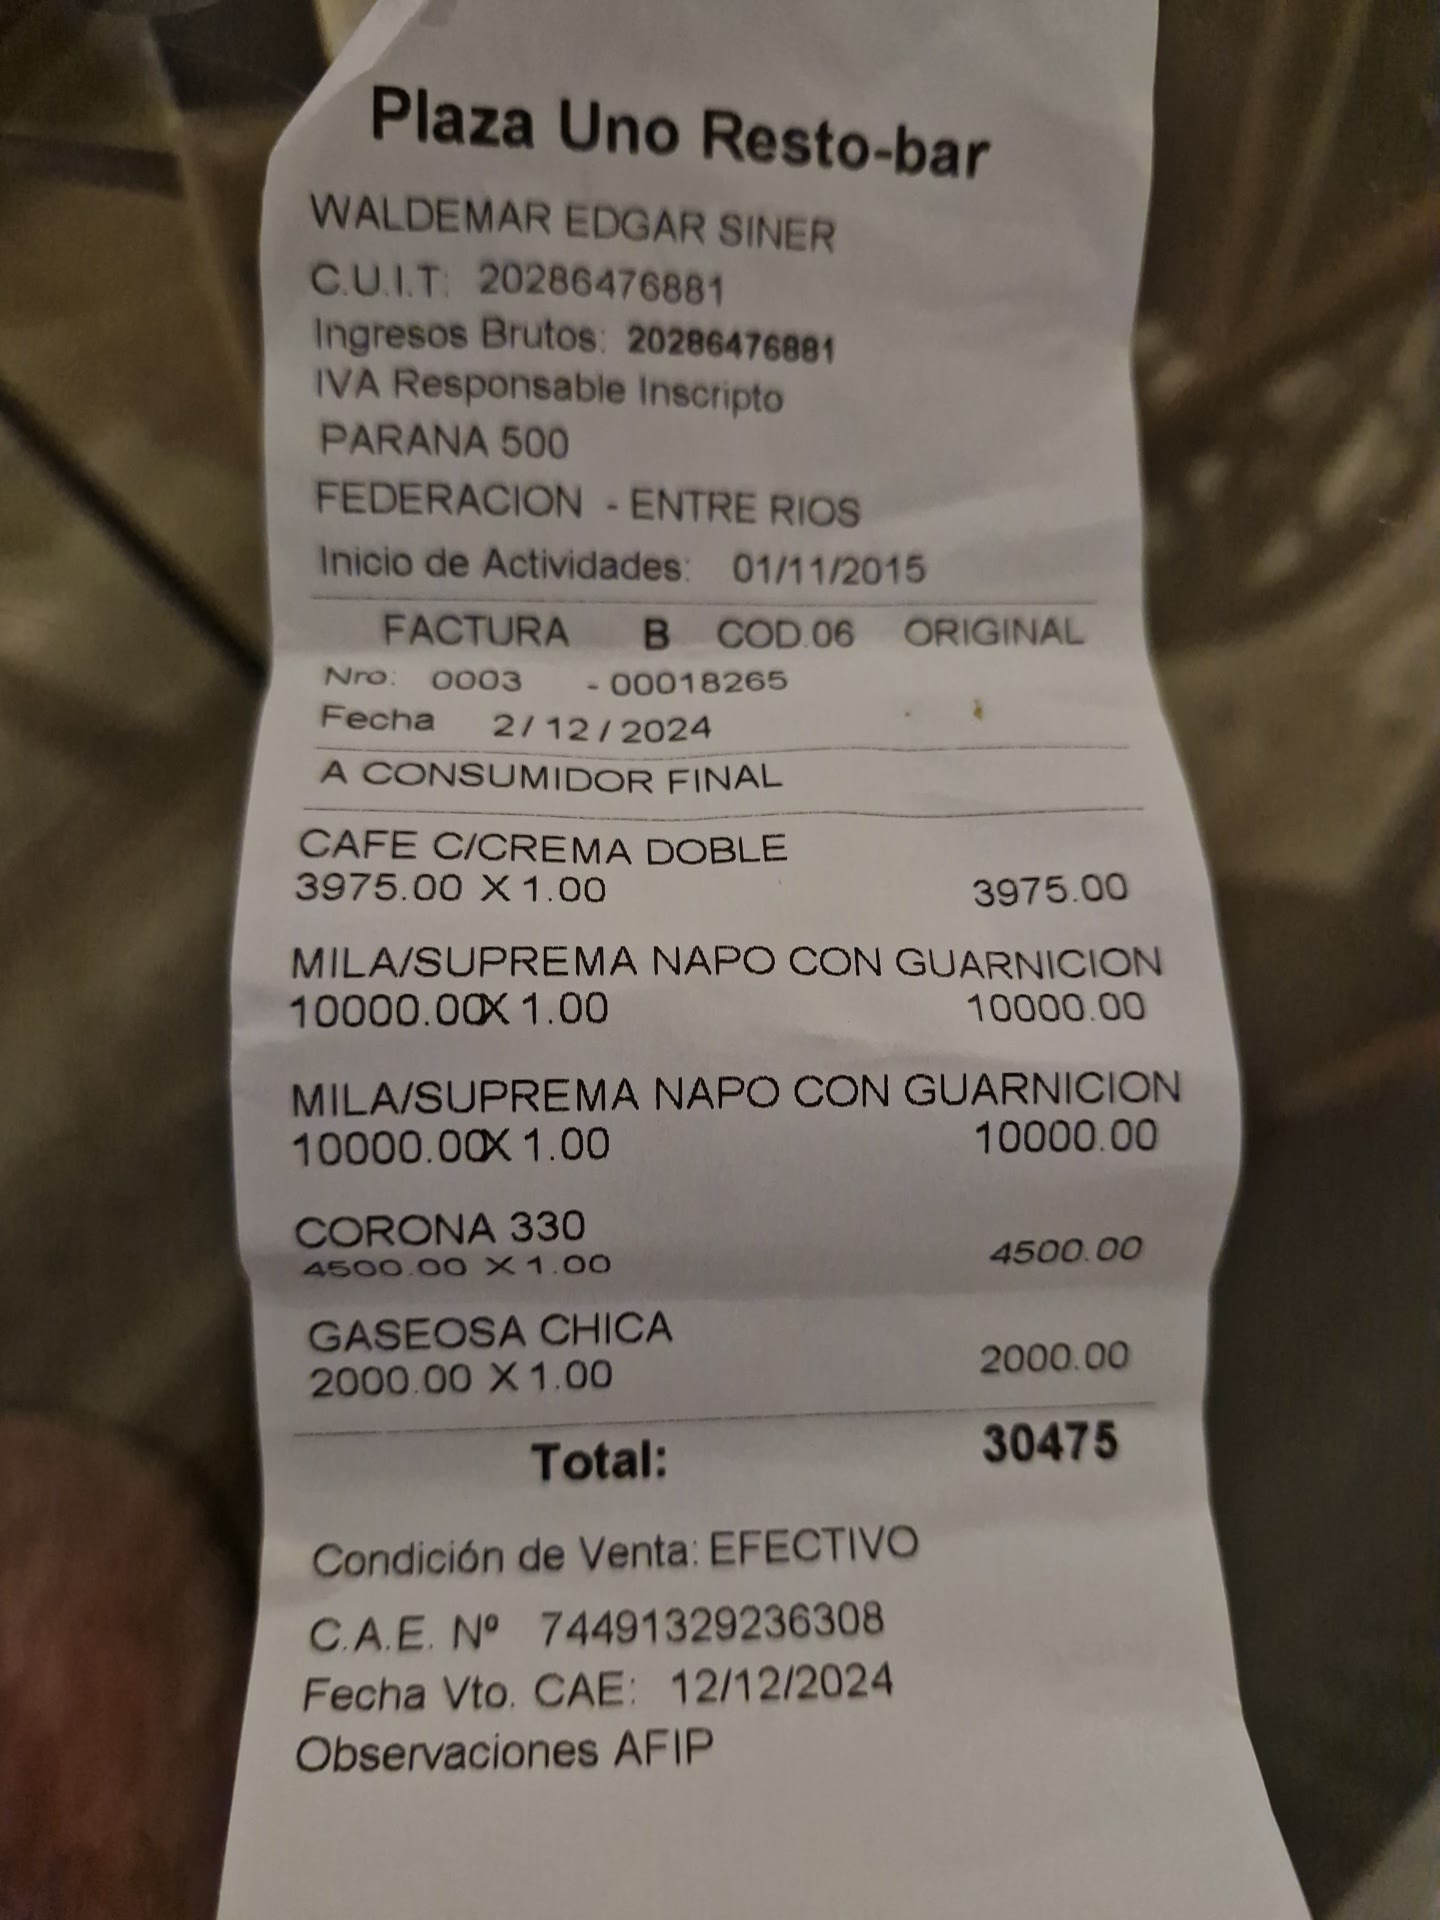 Plaza Uno Resto-bar
WALDEMAR EDGAR SINER
C.U.I.T: 20286476881
Ingresos Brutos: 20286476881
IVA Responsable Inscripto
PARANA 500
FEDERACION - ENTRE RIOS
Inicio de Actividades: 01/11/2015
FACTURA B COD.06 ORIGINAL
Nro: 0003 - 00018265
Fecha 2/12/2024
A CONSUMIDOR FINAL
CAFE C/CREMA DOBLE
3975.00 X 1.00 3975.00
MILA/SUPREMA NAPO CON GUARNICION
10000.00X 1.00 10000.00
MILA/SUPREMA NAPO CON GUARNICION
10000.00X 1.00 10000.00
CORONA 330
4500.00 X 1.00 4500.00
GASEOSA CHICA
2000.00 X 1.00 2000.00
Total: 30475
Condición de Venta: EFECTIVO
C.A.E. Nº 74491329236308
Fecha Vto. CAE: 12/12/2024
Observaciones AFIP